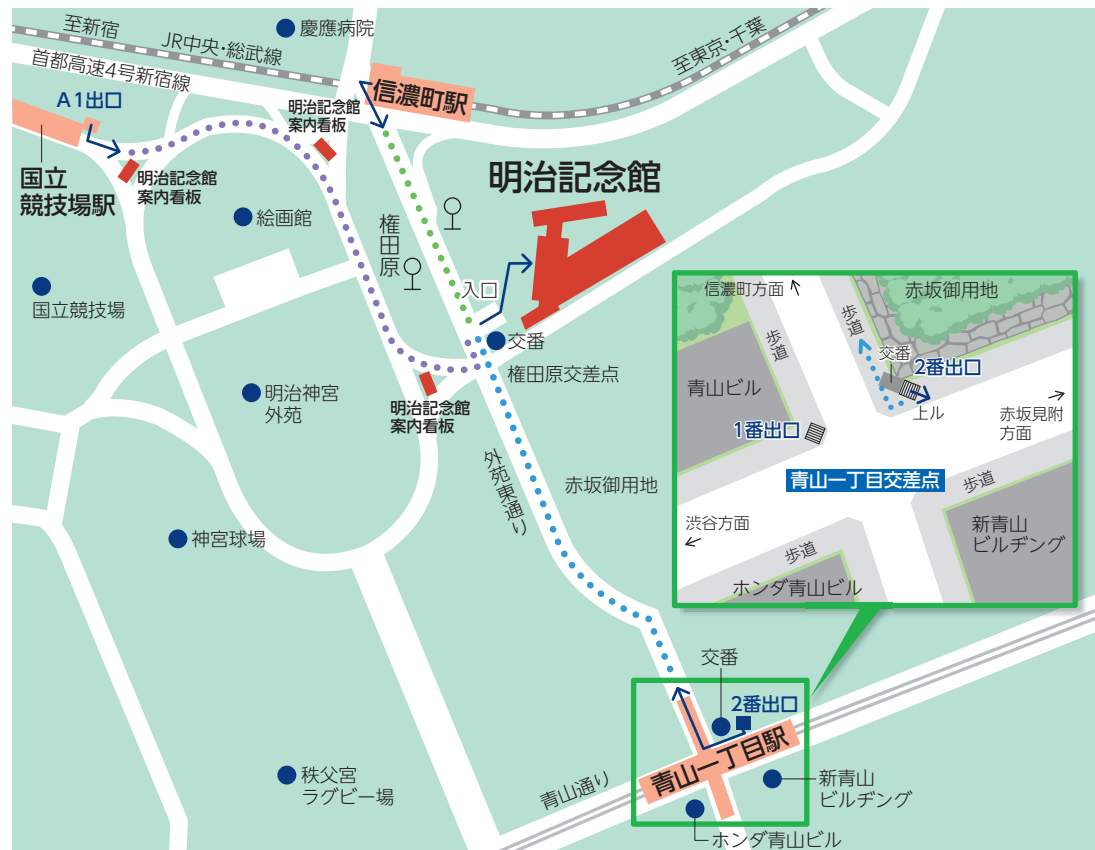 慶應病院
至新宿
JR中央・総武線
首都高速4号新宿線
至東京・千葉
A1出口
信濃町駅
明治記念館
案内看板
国立
競技場駅
明治記念館
案内看板
明治記念館
絵画館
権田原
国立競技場
入口
交番
権田原交差点
明治神宮
外苑
明治記念館
案内看板
外苑東通り
赤坂御用地
神宮球場
信濃町方面
赤坂御用地
歩道
歩道
交番
2番出口
上ル
青山ビル
赤坂見附
方面
1番出口
青山一丁目交差点
歩道
渋谷方面
新青山
ビルヂング
歩道
ホンダ青山ビル
交番
2番出口
青山一丁目駅
秩父宮
ラグビー場
青山通り
新青山
ビルヂング
ホンダ青山ビル